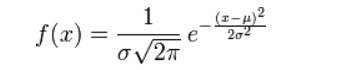 f(x) = \frac{1}{\sigma\sqrt{2\pi}} e^{-\frac{(x-\mu)^2}{2\sigma^2}}